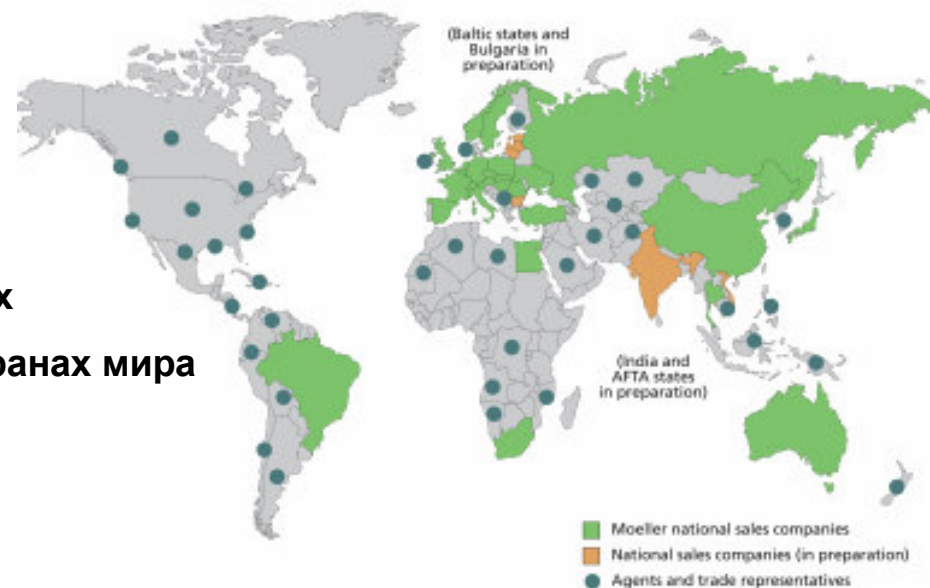 (Baltic states and
Bulgaria in
preparation)
х
ранах мира
(India and
AFTA states
in preparation)
Moeller national sales companies
National sales companies (in preparation)
Agents and trade representatives